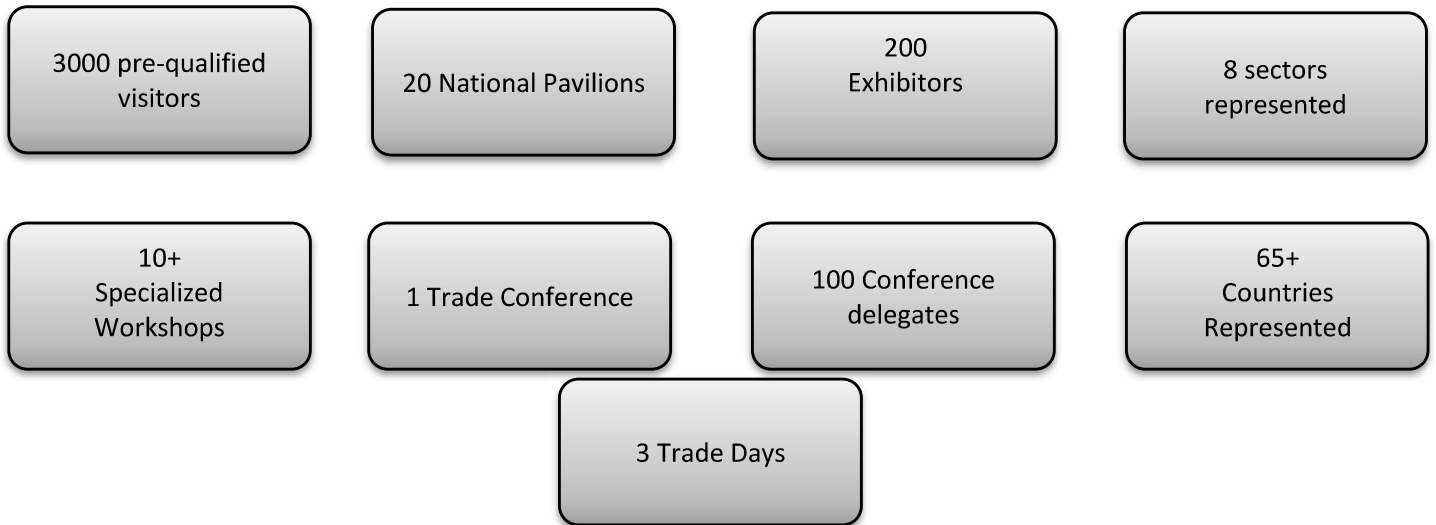 3000 pre-qualified
visitors
20 National Pavilions
200
Exhibitors
8 sectors
represented
10+
Specialized
Workshops
1 Trade Conference
100 Conference
delegates
65+
Countries
Represented
3 Trade Days